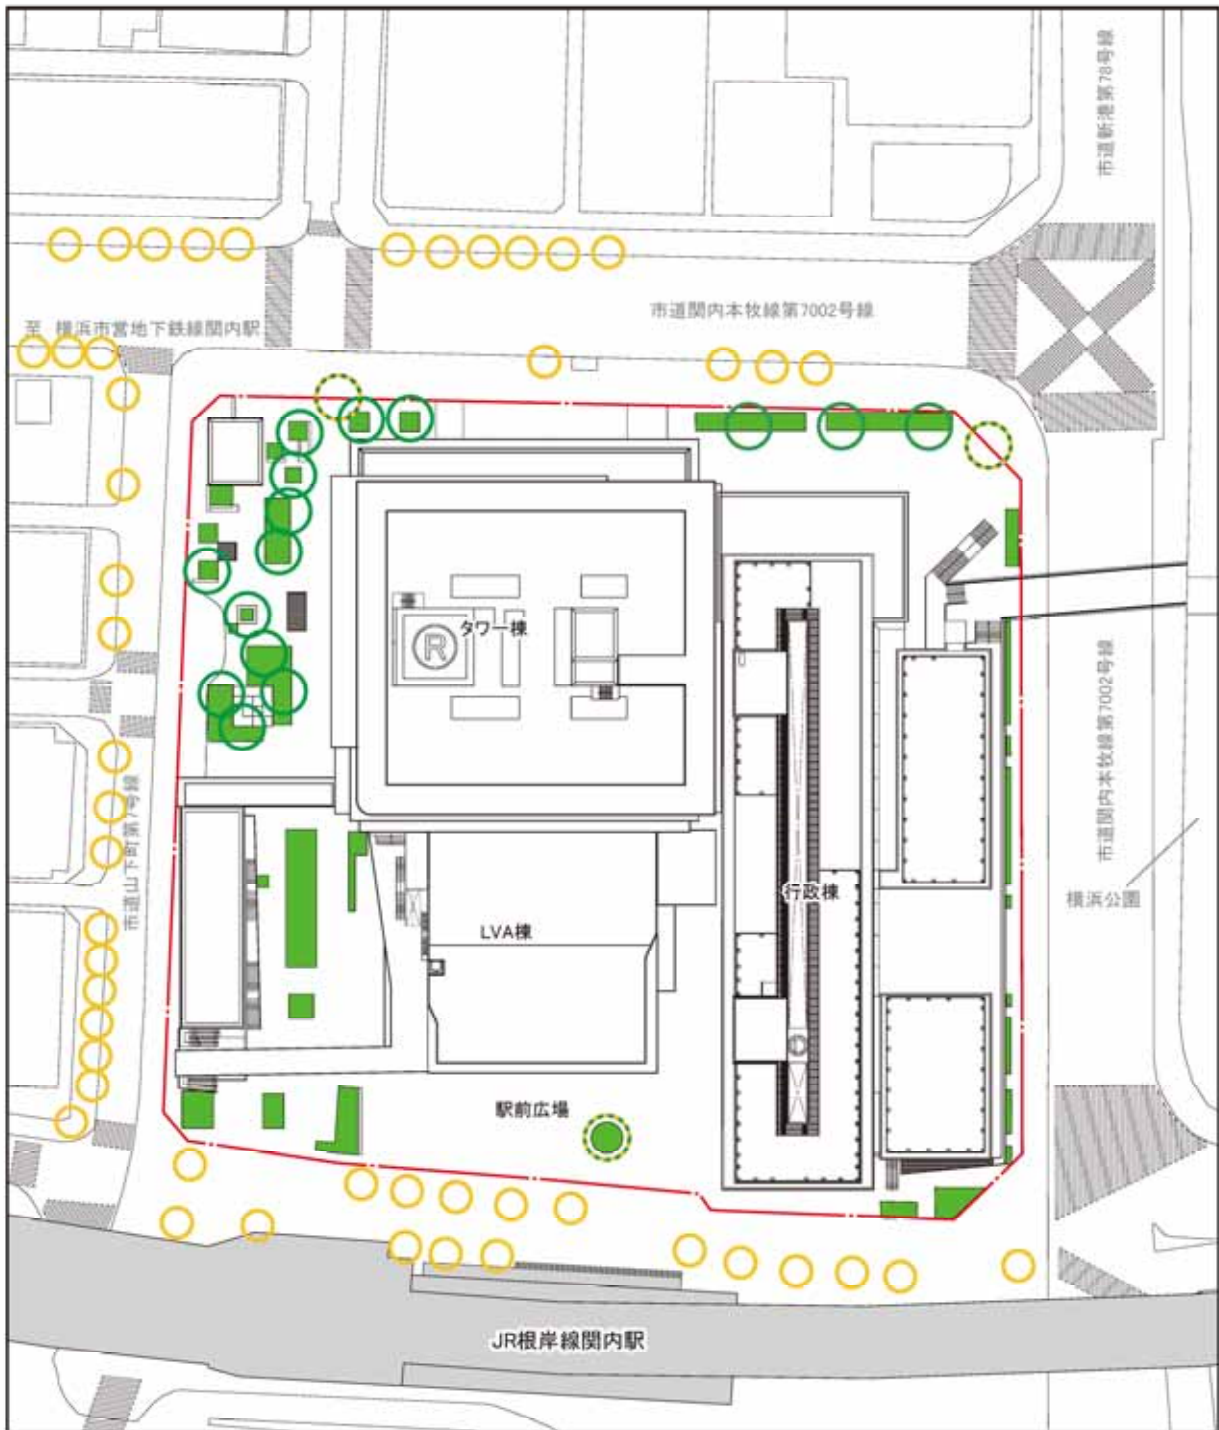 市道新港第78号線
市道関内本牧線第7002号線
至 横浜市営地下鉄線関内駅
タワー棟
R
市道関内本牧線第7002号線
市道山下町第7号線
行政棟
横浜公園
LVA棟
駅前広場
JR根岸線関内駅